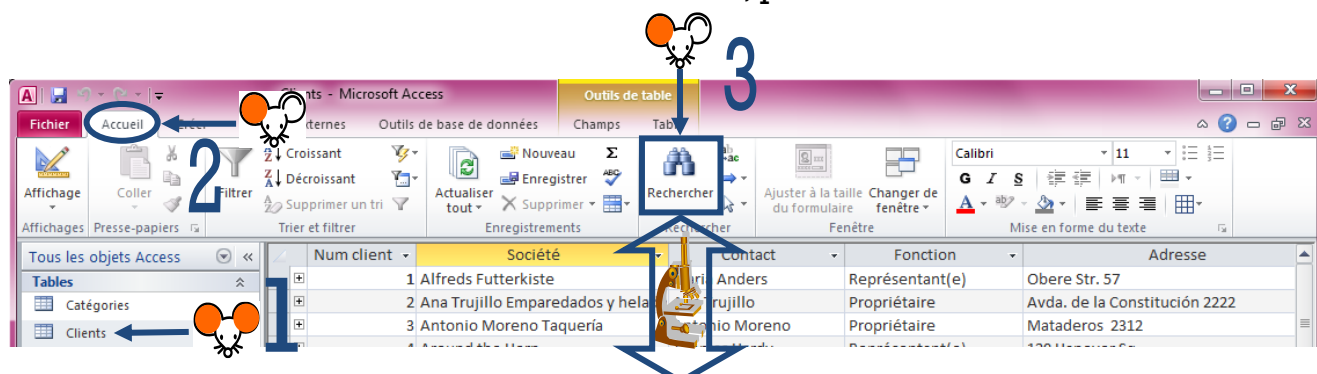 3
Clients - Microsoft Access Outils de table
Fichier Accueil Créer externes Outils de base de données Champs Table
2
Croissant Nouveau Σ
Décroissant Enregistrer
Affichage Coller Filtrer Supprimer un tri Actualiser tout Supprimer Rechercher Ajuster à la taille du formulaire Changer de fenêtre
Calibri 11
G I S
Affichages Presse-papiers Trier et filtrer Enregistrements Rechercher Fenêtre Mise en forme du texte
Tous les objets Access Num client Société Contact Fonction Adresse
Tables 1 Alfreds Futterkiste Anders Représentant(e) Obere Str. 57
Catégories 2 Ana Trujillo Emparedados y hela Trujillo Propriétaire Avda. de la Constitución 2222
Clients 1 3 Antonio Moreno Taquería Moreno Propriétaire Mataderos 2312